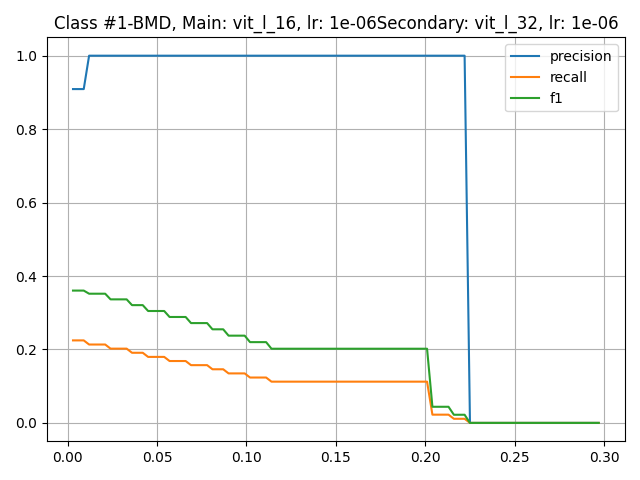 Class #1-BMD, Main: vit_l_16, lr: 1e-06Secondary: vit_l_32, lr: 1e-06
precision
recall
f1
1.0
0.8
0.6
0.4
0.2
0.0
0.00 0.05 0.10 0.15 0.20 0.25 0.30